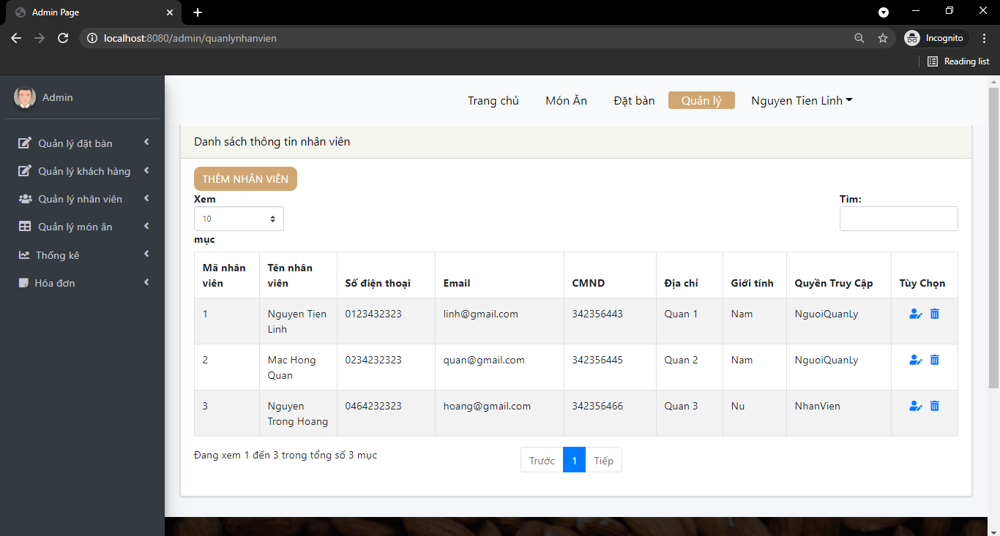 Admin Page
localhost:8080/admin/quanlynhanvien
Incognito
Reading list
Admin
Trang chủ Món Ăn Đặt bàn Quản lý Nguyen Tien Linh
Quản lý đặt bàn
Quản lý khách hàng
Quản lý nhân viên
Quản lý món ăn
Thống kê
Hóa đơn
Danh sách thông tin nhân viên
THÊM NHÂN VIÊN
Xem
10
mục
Tìm:
Mã nhân viên Tên nhân viên Số điện thoại Email CMND Địa chỉ Giới tính Quyền Truy Cập Tùy Chọn
1 Nguyen Tien Linh 0123432323 linh@gmail.com 342356443 Quan 1 Nam NguoiQuanLy
2 Mac Hong Quan 0234232323 quan@gmail.com 342356445 Quan 2 Nam NguoiQuanLy
3 Nguyen Trong Hoang 0464232323 hoang@gmail.com 342356466 Quan 3 Nu NhanVien
Đang xem 1 đến 3 trong tổng số 3 mục
Trước 1 Tiếp